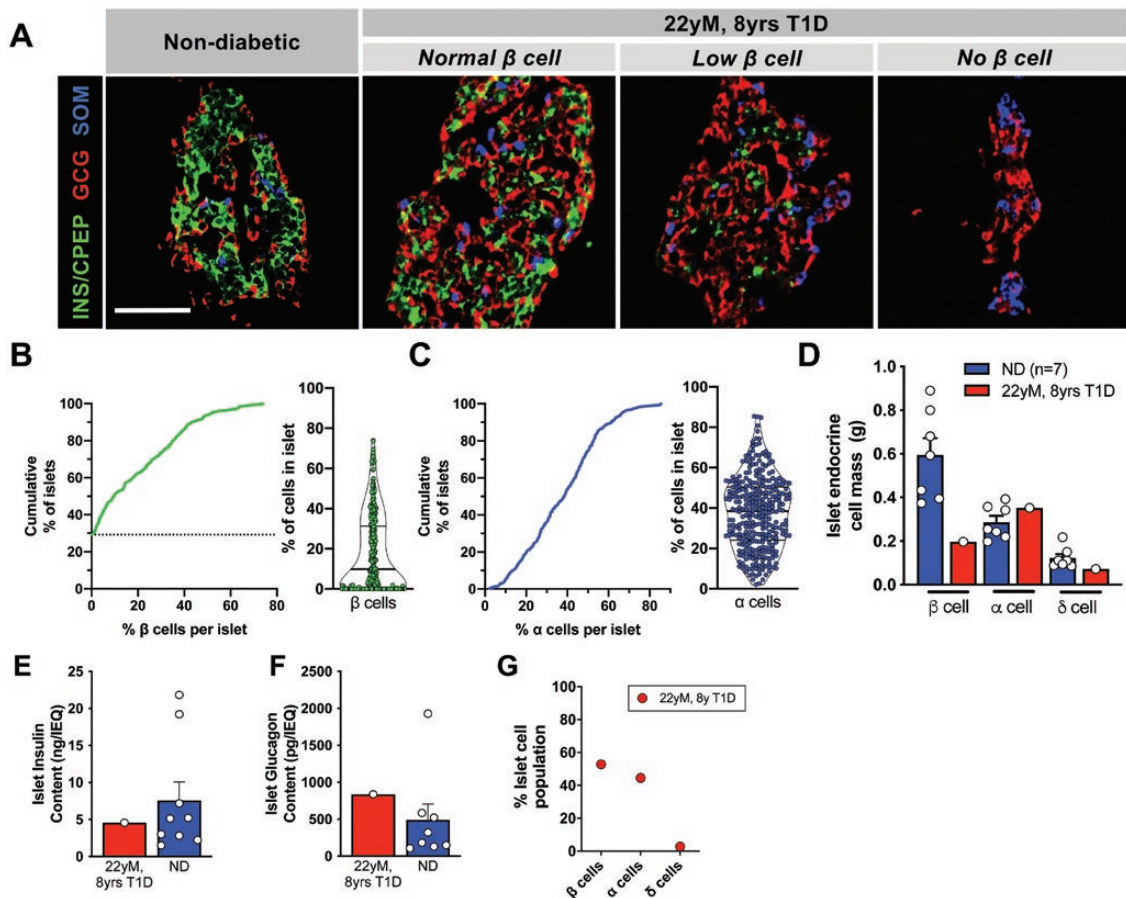 A
Non-diabetic
22yM, 8yrs T1D
Normal β cell
Low β cell
No β cell
INS/CPEP GCG SOM
B
Cumulative
% of islets
100
80
60
40
20
0
0 20 40 60 80
% β cells per islet
% of cells in islet
100
80
60
40
20
0
β cells
C
Cumulative
% of islets
100
80
60
40
20
0
0 20 40 60 80 100
% α cells per islet
% of cells in islet
100
80
60
40
20
0
α cells
D
Islet endocrine
cell mass (g)
1.0
0.8
0.6
0.4
0.2
0.0
ND (n=7)
22yM, 8yrs T1D
β cell
α cell
δ cell
E
Islet Insulin
Content (ng/IEQ)
25
20
15
10
5
0
22yM,
8yrs T1D
ND
F
Islet Glucagon
Content (pg/IEQ)
2500
2000
1500
1000
500
0
22yM,
8yrs T1D
ND
G
% Islet cell
population
100
80
60
40
20
0
22yM, 8y T1D
β cells
α cells
δ cells